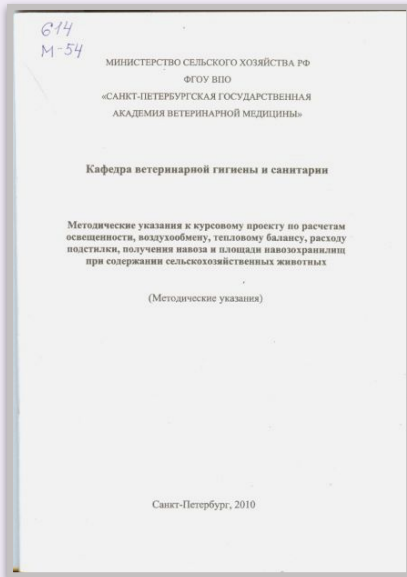 614
М-54
МИНИСТЕРСТВО СЕЛЬСКОГО ХОЗЯЙСТВА РФ
ФГОУ ВПО
«САНКТ-ПЕТЕРБУРГСКАЯ ГОСУДАРСТВЕННАЯ
АКАДЕМИЯ ВЕТЕРИНАРНОЙ МЕДИЦИНЫ»
Кафедра ветеринарной гигиены и санитарии
Методические указания к курсовому проекту по расчетам
освещенности, воздухообмену, тепловому балансу, расходу
подстилки, получения навоза и площади навозохранилищ
при содержании сельскохозяйственных животных
(Методические указания)
Санкт-Петербург, 2010